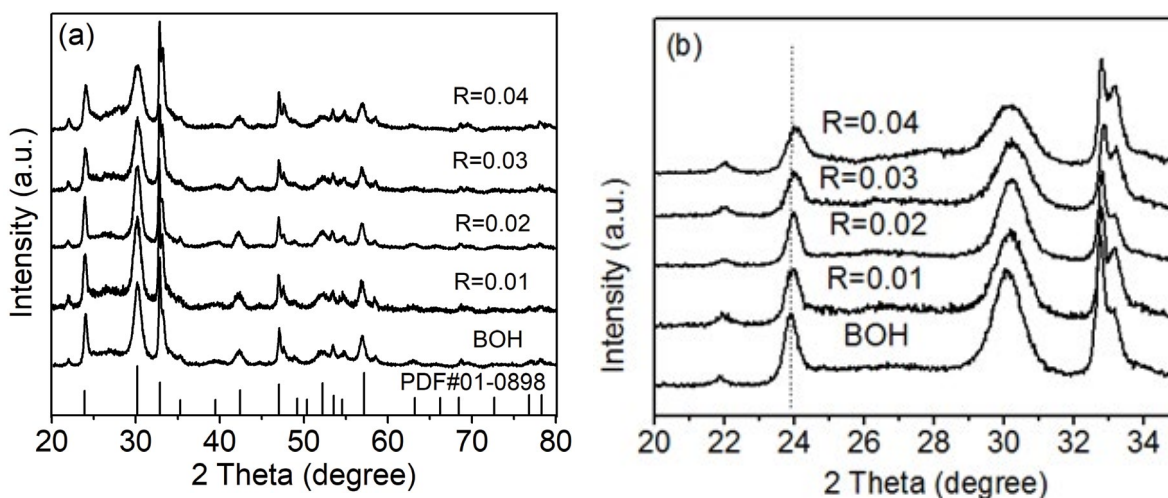 (a)
R=0.04
R=0.03
R=0.02
R=0.01
BOH
PDF#01-0898
Intensity (a.u.)
20 30 40 50 60 70 80
2 Theta (degree)
(b)
R=0.04
R=0.03
R=0.02
R=0.01
BOH
Intensity (a.u.)
20 22 24 26 28 30 32 34
2 Theta (degree)